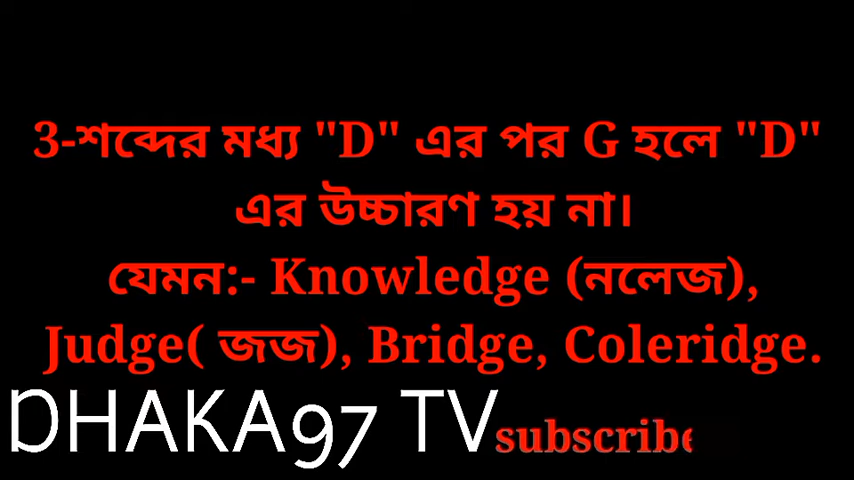 3-শব্দের মধ্য "D" এর পর G হলে "D"
এর উচ্চারণ হয় না।
যেমন:- Knowledge (নলেজ),
Judge( জজ), Bridge, Coleridge.
DHAKA97 TV subscribe